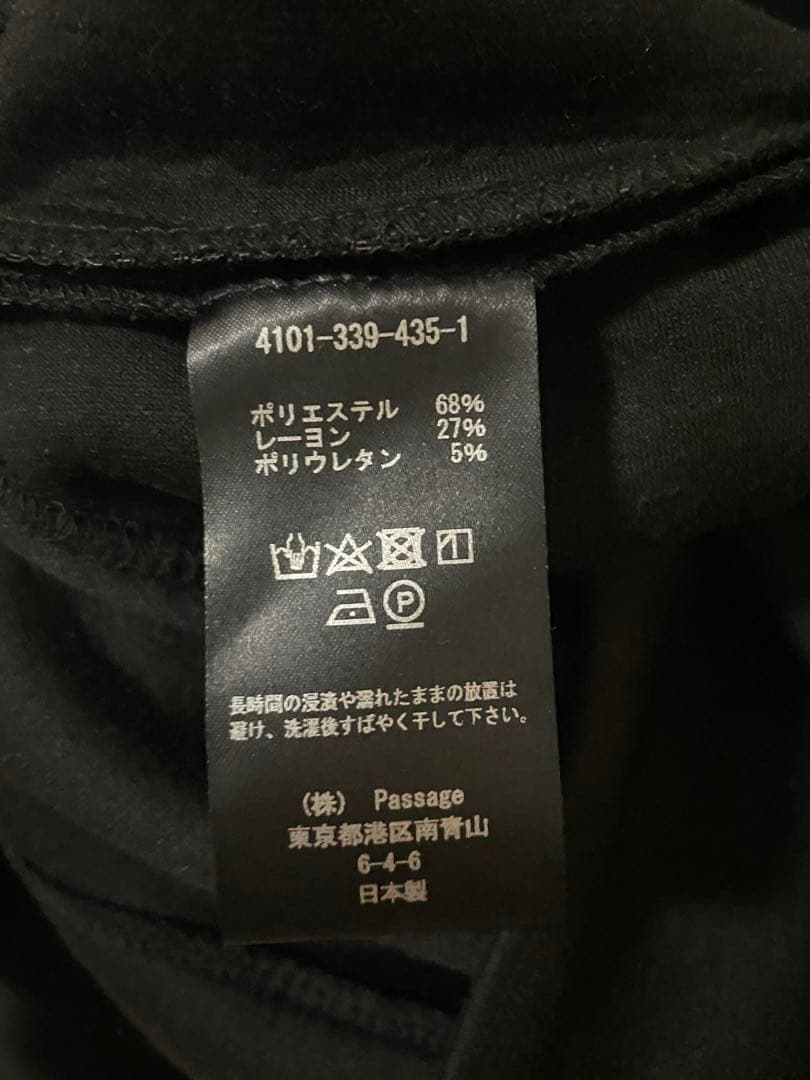 4101-339-435-1
ポリエステル 68%
レーヨン 27%
ポリウレタン 5%
P
長時間の浸漬や濡れたままの放置は
避け、洗濯後すばやく干して下さい。
(株) Passage
東京都港区南青山
6-4-6
日本製